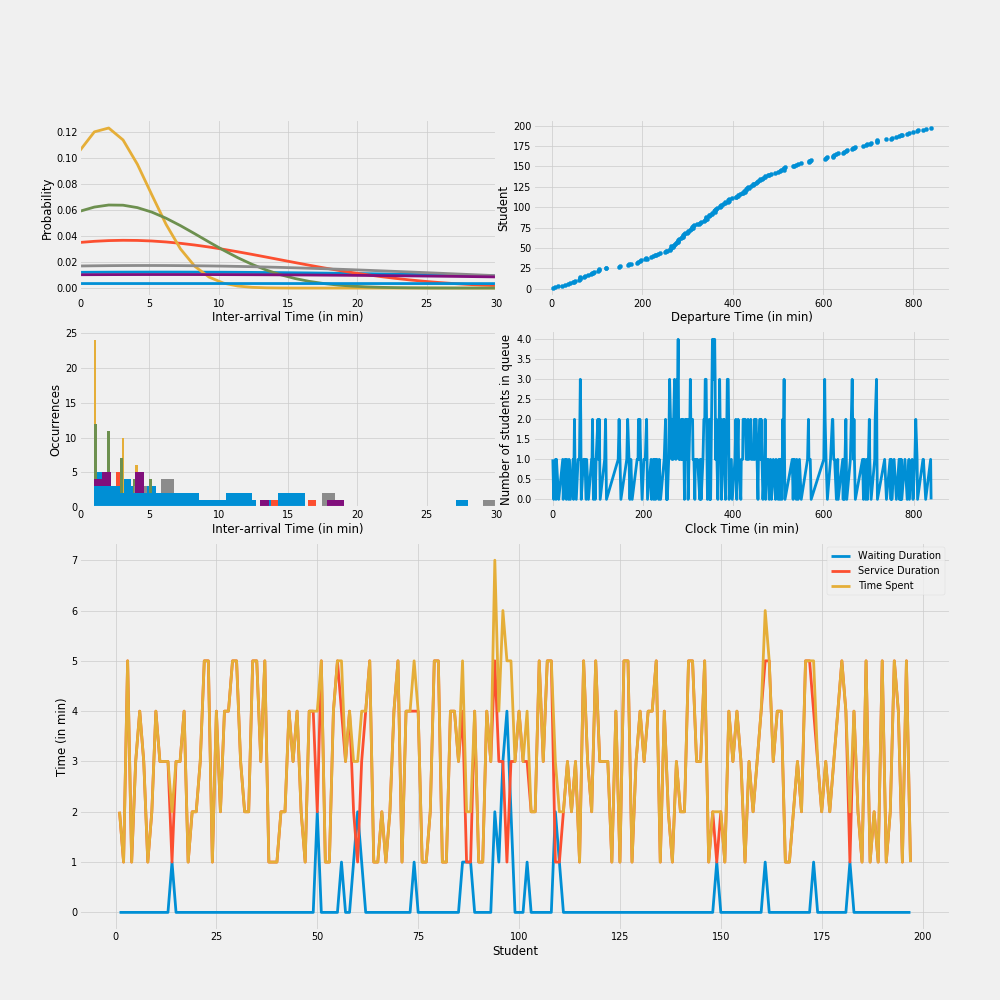 0.12
0.10
0.08
0.06
0.04
0.02
0.00
Probability
0 5 10 15 20 25 30
Inter-arrival Time (in min)
200
175
150
125
100
75
50
25
0
Student
0 200 400 600 800
Departure Time (in min)
25
20
15
10
5
0
Occurrences
0 5 10 15 20 25 30
Inter-arrival Time (in min)
4.0
3.5
3.0
2.5
2.0
1.5
1.0
0.5
0.0
Number of students in queue
0 200 400 600 800
Clock Time (in min)
Waiting Duration
Service Duration
Time Spent
7
6
5
4
3
2
1
0
Time (in min)
0 25 50 75 100 125 150 175 200
Student